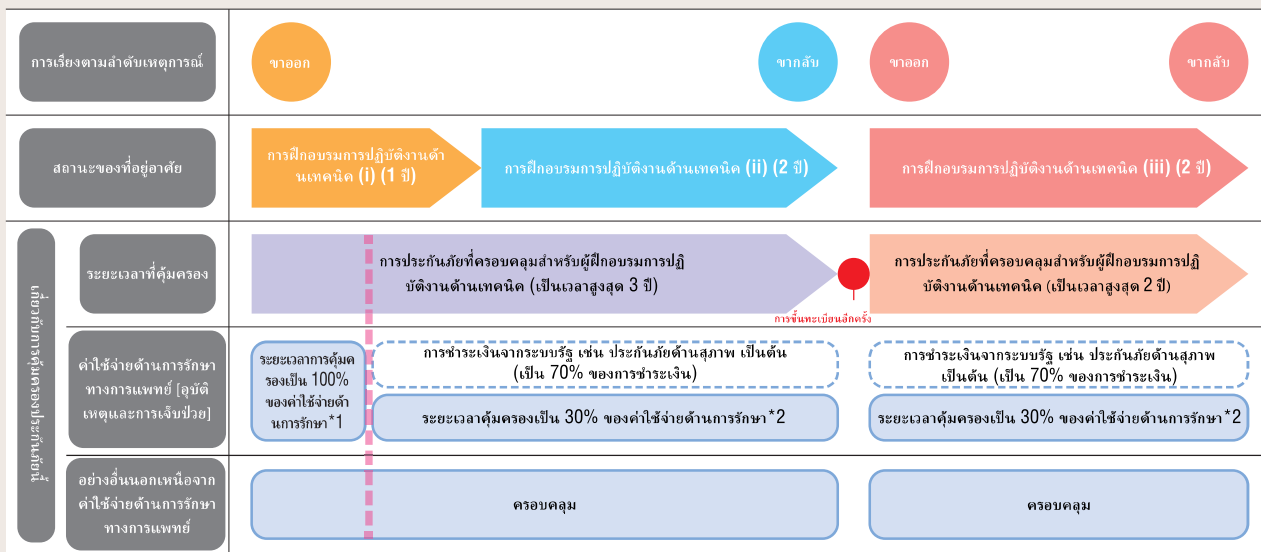 การเรียงตามลำดับเหตุการณ์
ขาออก
ขากลับ
ขาออก
ขากลับ
สถานะของที่อยู่อาศัย
การฝึกอบรมการปฏิบัติงานด้า
นเทคนิค (i) (1 ปี)
การฝึกอบรมการปฏิบัติงานด้านเทคนิค (ii) (2 ปี)
การฝึกอบรมการปฏิบัติงานด้านเทคนิค (iii) (2 ปี)
เกี่ยวกับการคุ้มครองประกันภัยนี้
ระยะเวลาที่คุ้มครอง
การประกันภัยที่ครอบคลุมสำหรับผู้ฝึกอบรมการปฏิ
บัติงานด้านเทคนิค (เป็นเวลาสูงสุด 3 ปี)
การขึ้นทะเบียนอีกครั้ง
การประกันภัยที่ครอบคลุมสำหรับผู้ฝึกอบรมการปฏิ
บัติงานด้านเทคนิค (เป็นเวลาสูงสุด 2 ปี)
ค่าใช้จ่ายด้านการรักษา
ทางการแพทย์ [อุบัติ
เหตุและการเจ็บป่วย]
ระยะเวลาการคุ้มค
รองเป็น 100%
ของค่าใช้จ่ายด้า
นการรักษา*1
การชำระเงินจากระบบรัฐ เช่น ประกันภัยด้านสุภาพ เป็นต้น
(เป็น 70% ของการชำระเงิน)
ระยะเวลาคุ้มครองเป็น 30% ของค่าใช้จ่ายด้านการรักษา*2
การชำระเงินจากระบบรัฐ เช่น ประกันภัยด้านสุภาพ
เป็นต้น (เป็น 70% ของการชำระเงิน)
ระยะเวลาคุ้มครองเป็น 30% ของค่าใช้จ่ายด้านการรักษา*2
อย่างอื่นนอกเหนือจาก
ค่าใช้จ่ายด้านการรักษา
ทางการแพทย์
ครอบคลุม
ครอบคลุม